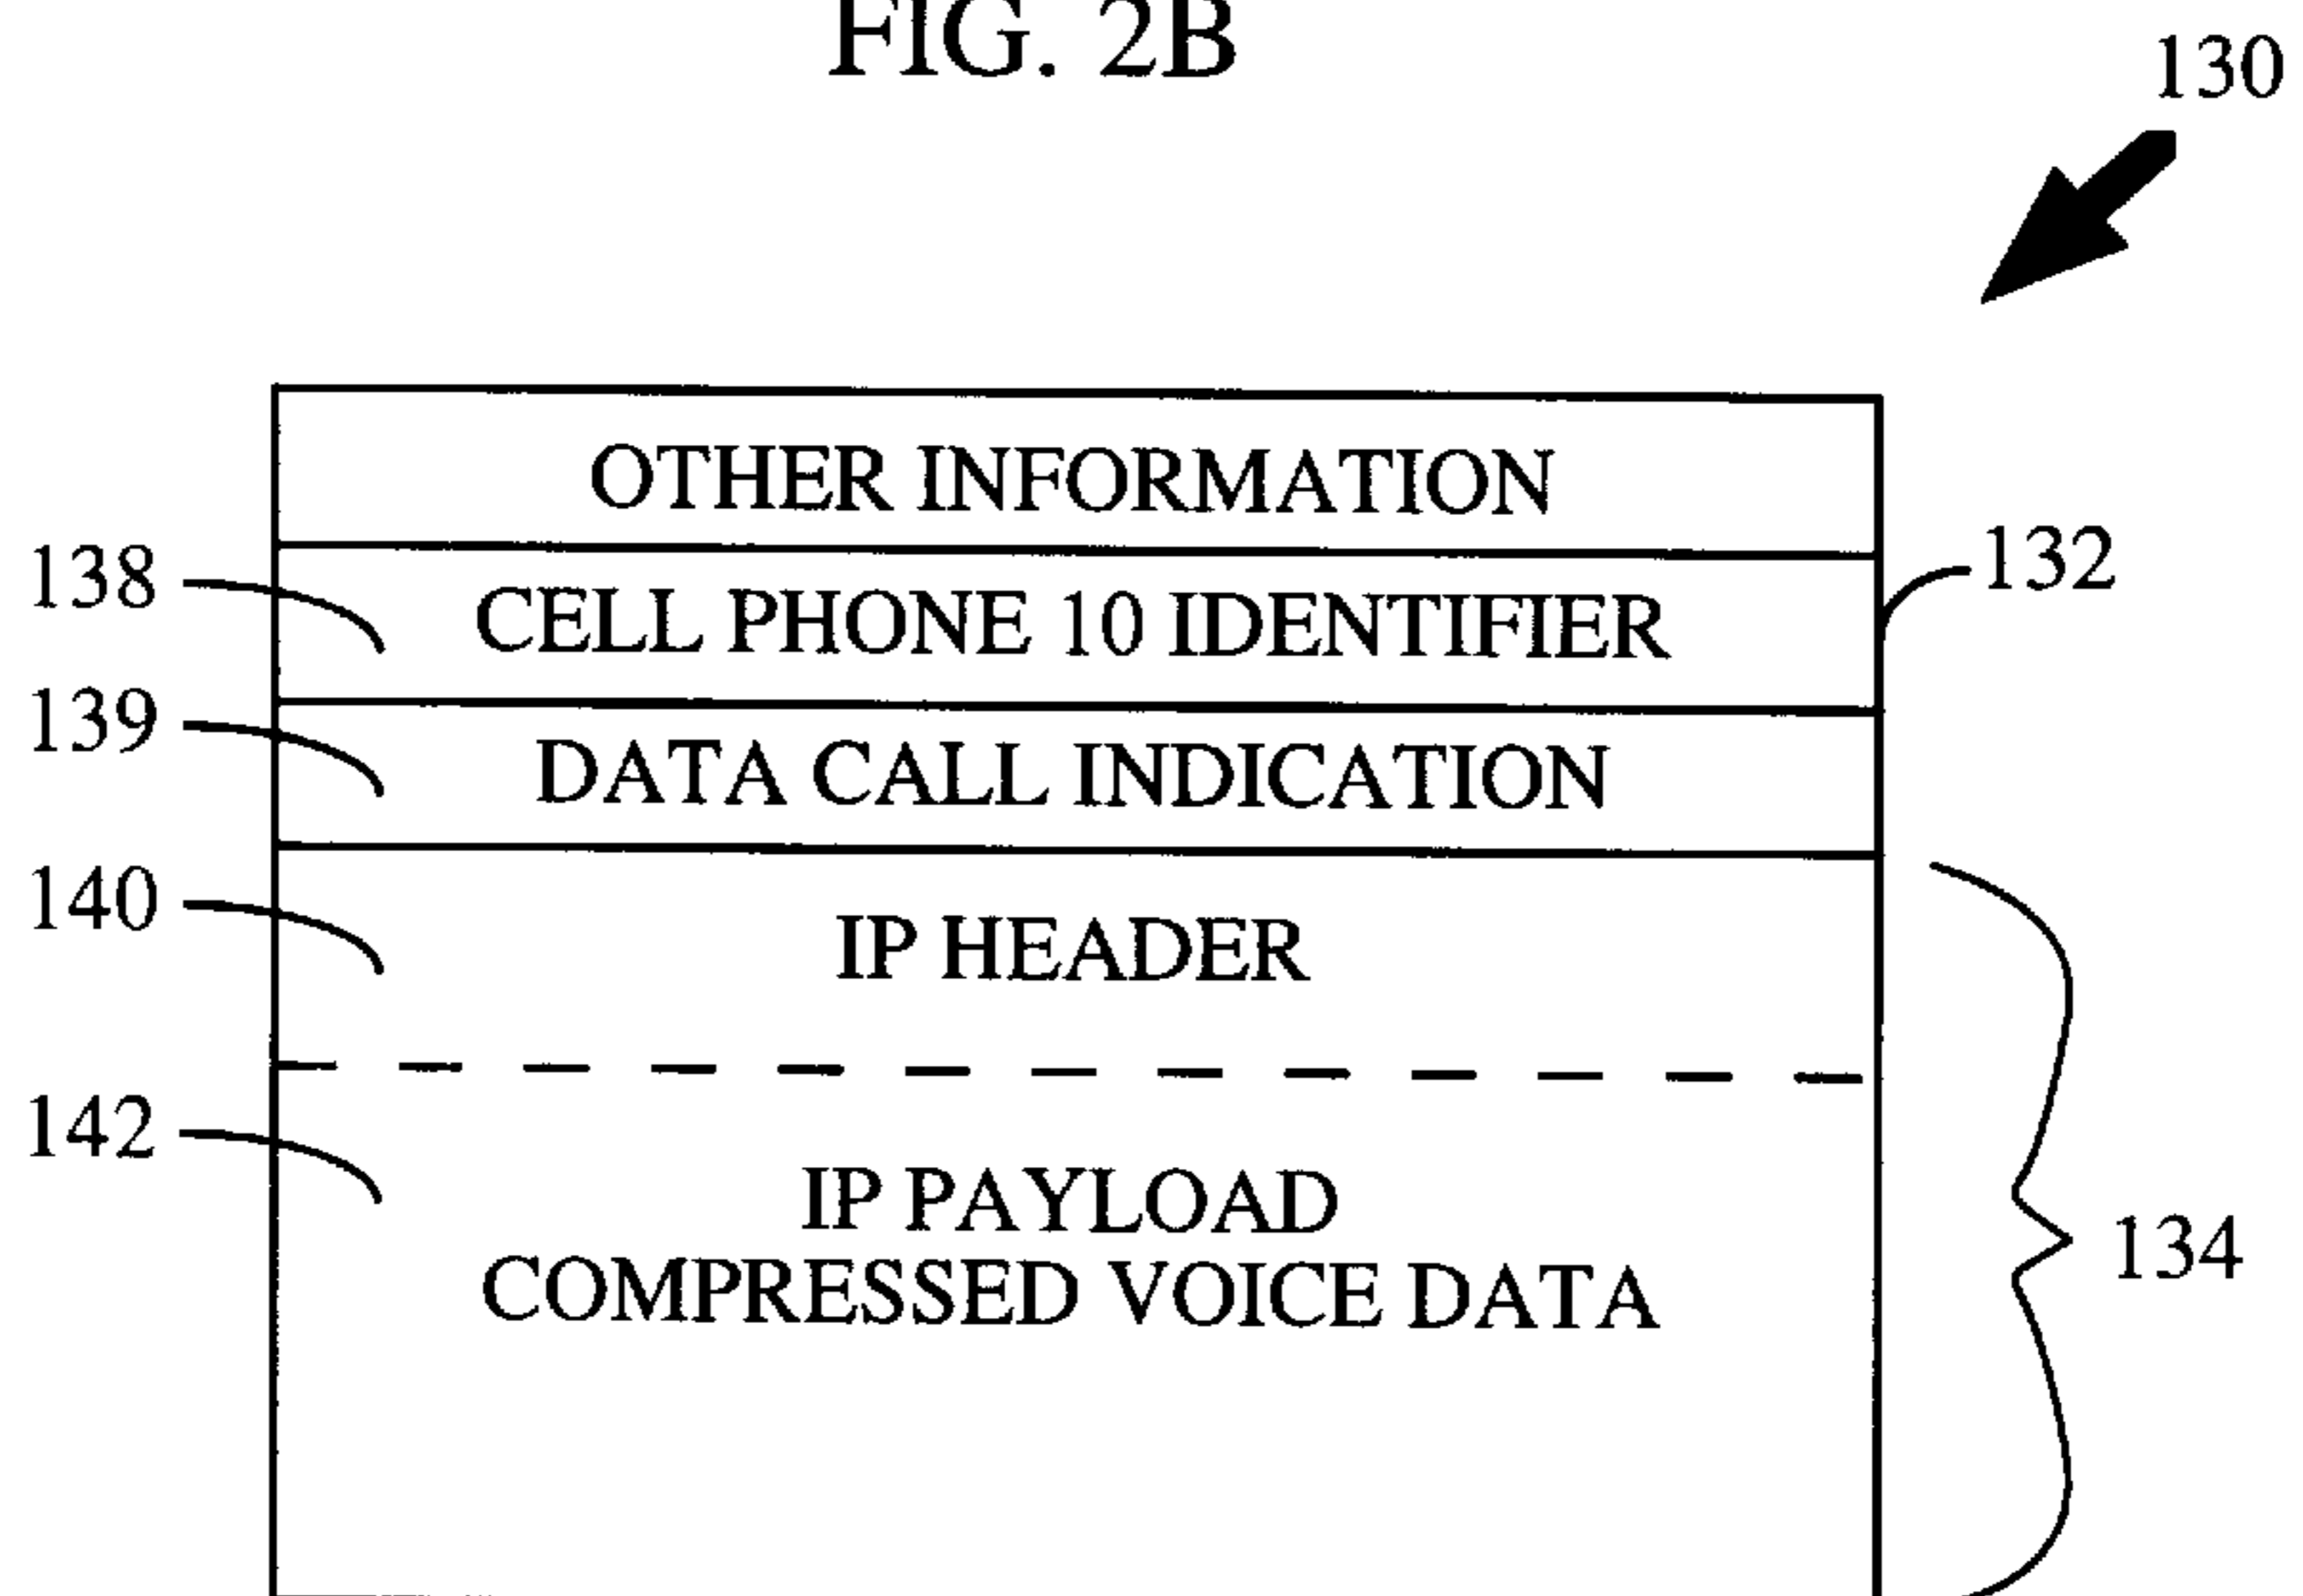 FIG. 2B
130
OTHER INFORMATION
138
CELL PHONE 10 IDENTIFIER
132
139
DATA CALL INDICATION
140
IP HEADER
142
IP PAYLOAD
COMPRESSED VOICE DATA
134